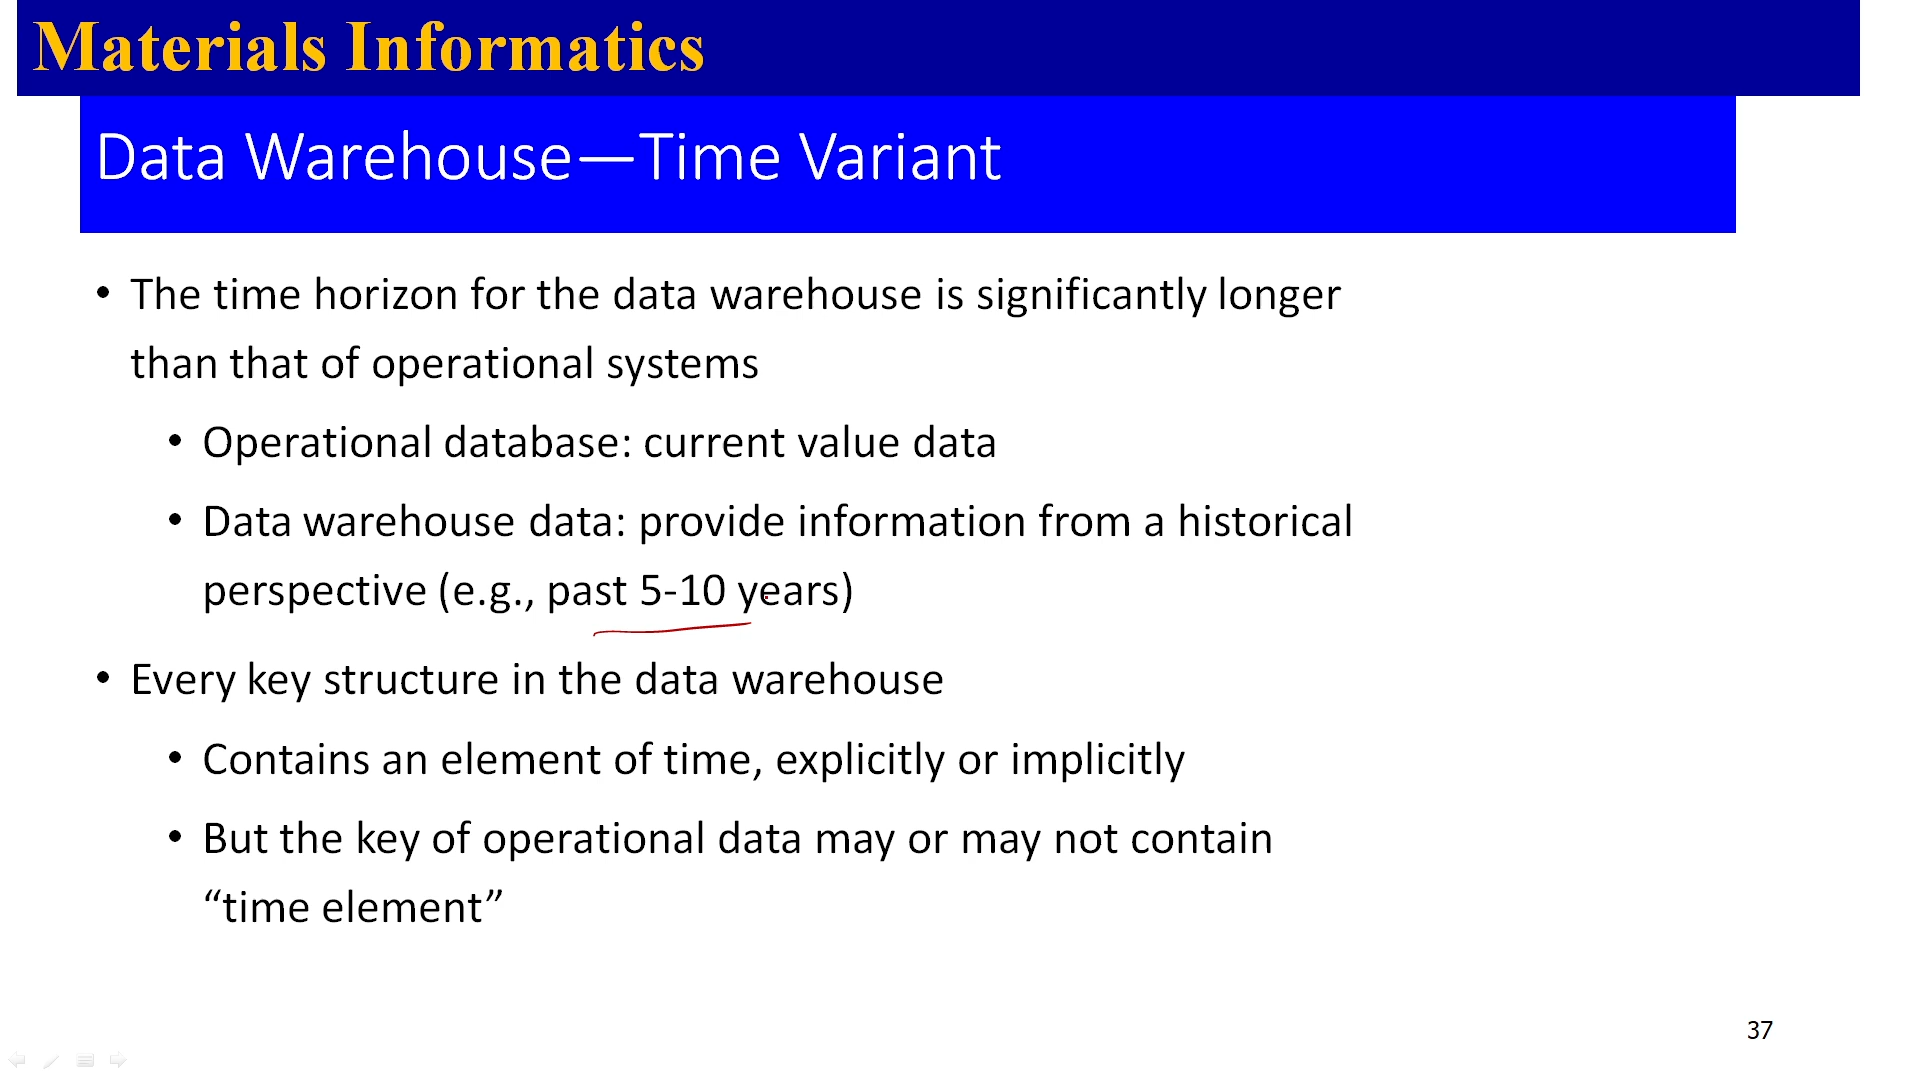 Materials Informatics
Data Warehouse—Time Variant
• The time horizon for the data warehouse is significantly longer
than that of operational systems
• Operational database: current value data
• Data warehouse data: provide information from a historical
perspective (e.g., past 5-10 years)
• Every key structure in the data warehouse
• Contains an element of time, explicitly or implicitly
• But the key of operational data may or may not contain
“time element”
37